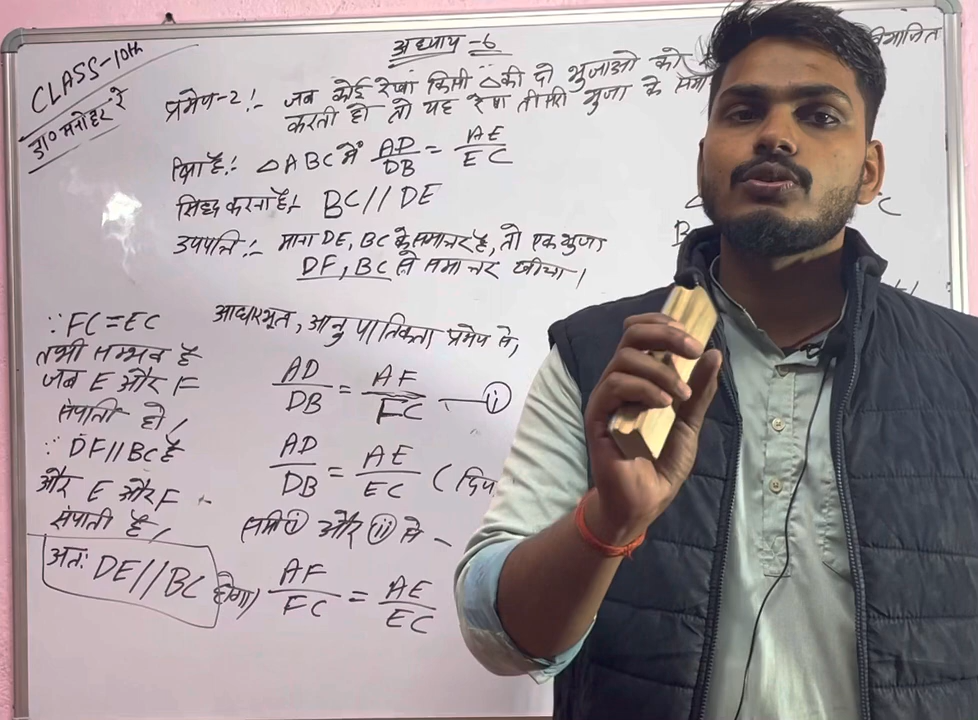 CLASS-10th
डा० मनोहर रे
अध्याय -6
प्रमेय-2!- जब कोई रेखा किसी △की दो भुजाओ को विभाजित
करती हो तो यह रेखा तीसरी भुजा के
दिया है:- △ABC में AD/DB = AE/EC
सिद्ध करना है:- BC//DE
उपपत्ति:- माना DE, BC के समान्तर है, तो एक भुजा
DF, BC से समान्तर खींचा।
B
C
आधारभूत, आनुपातिकता प्रमेय से,
AD/DB = AF/FC —(i)
AD/DB = AE/EC (
समी (i) और (ii) से -
AF/FC = AE/EC
∵ FC = EC
तभी सम्भव है
जब E और F
संपाती हो,
∵ DF//BC है
और E और F -
संपाती है,
अतः DE//BC होगा)